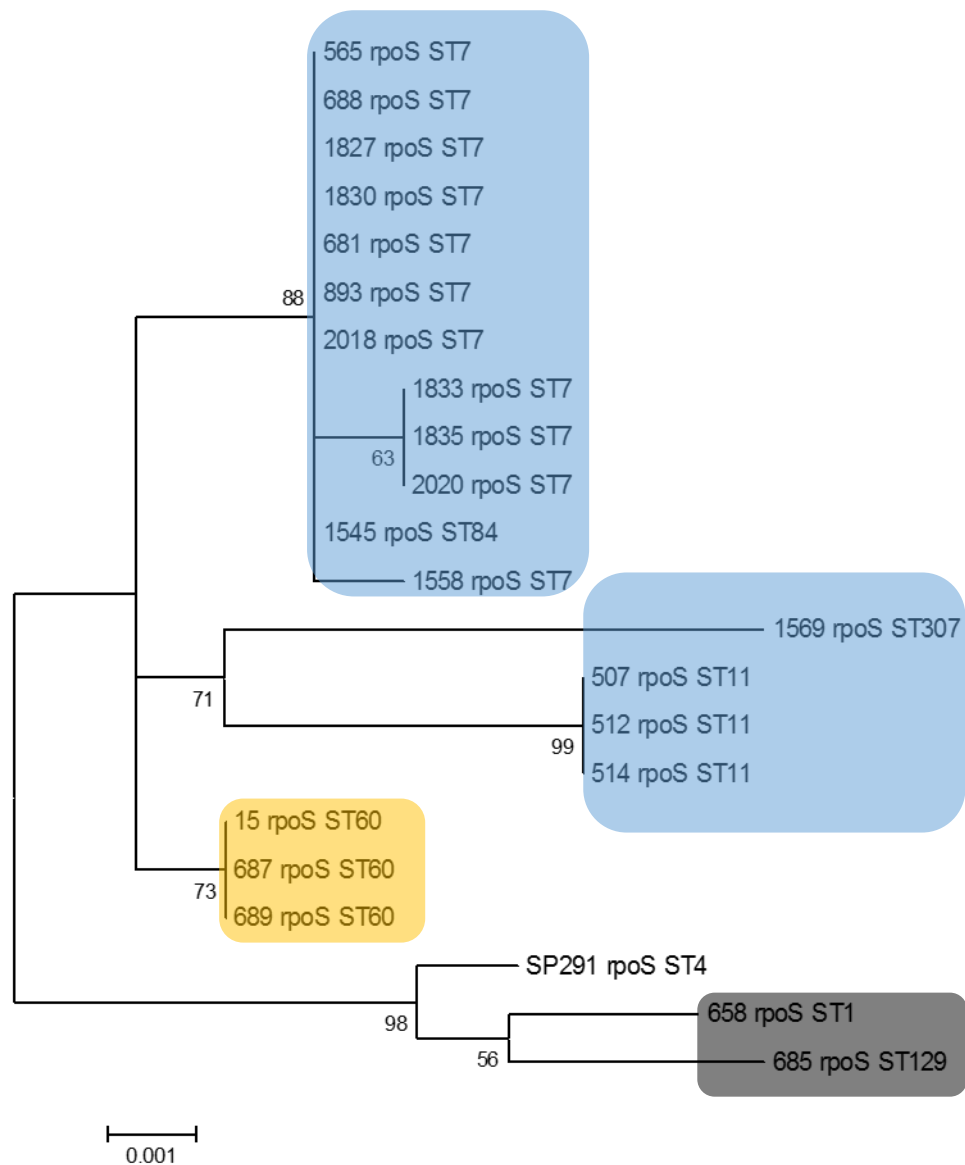 565 rpoS ST7
688 rpoS ST7
1827 rpoS ST7
1830 rpoS ST7
681 rpoS ST7
893 rpoS ST7
88
2018 rpoS ST7
1833 rpoS ST7
1835 rpoS ST7
63
2020 rpoS ST7
1545 rpoS ST84
1558 rpoS ST7
1569 rpoS ST307
507 rpoS ST11
71
512 rpoS ST11
99
514 rpoS ST11
15 rpoS ST60
687 rpoS ST60
73
689 rpoS ST60
SP291 rpoS ST4
658 rpoS ST1
98
56
685 rpoS ST129
0.001